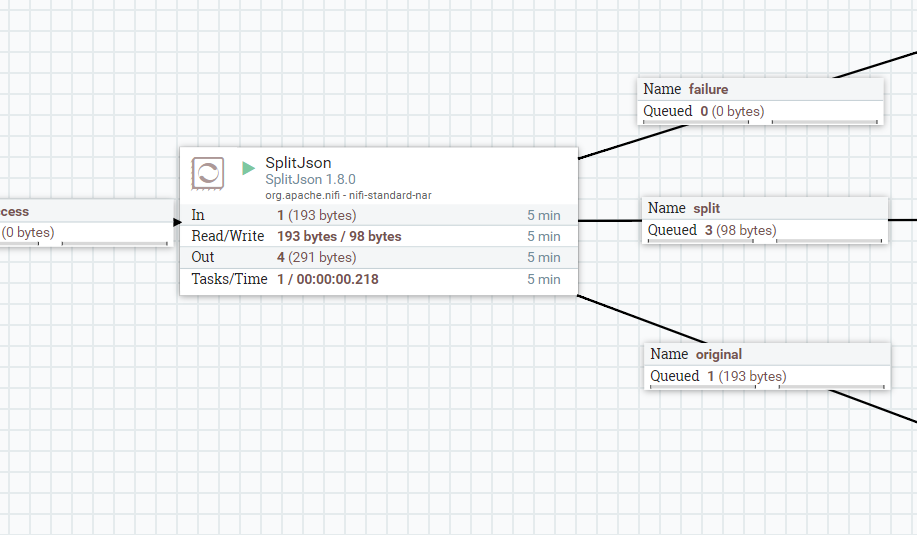 Name failure
Queued 0 (0 bytes)
SplitJson
SplitJson 1.8.0
org.apache.nifi - nifi-standard-nar
cess
(0 bytes)
In 1 (193 bytes) 5 min
Read/Write 193 bytes / 98 bytes 5 min
Out 4 (291 bytes) 5 min
Tasks/Time 1 / 00:00:00.218 5 min
Name split
Queued 3 (98 bytes)
Name original
Queued 1 (193 bytes)